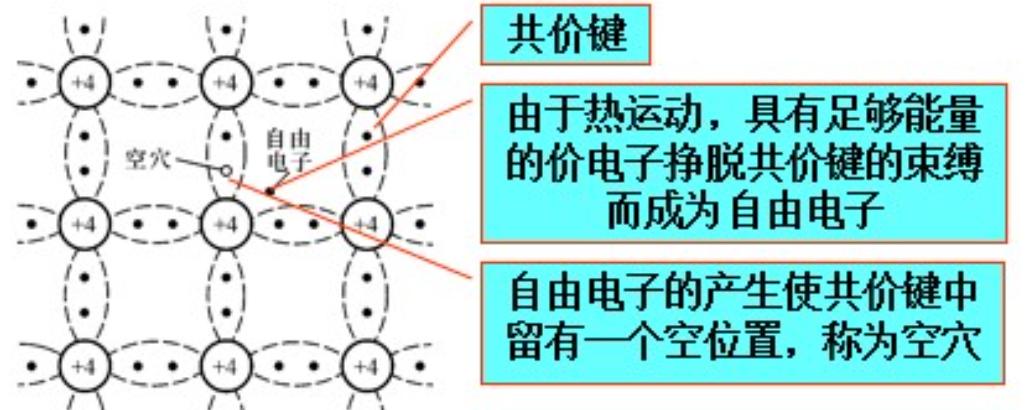 +4 +4 +4
共价键
由于热运动，具有足够能量
的价电子挣脱共价键的束缚
而成为自由电子
空穴
自由
电子
+4 +4 +4
自由电子的产生使共价键中
留有一个空位置，称为空穴
+4 +4 +4